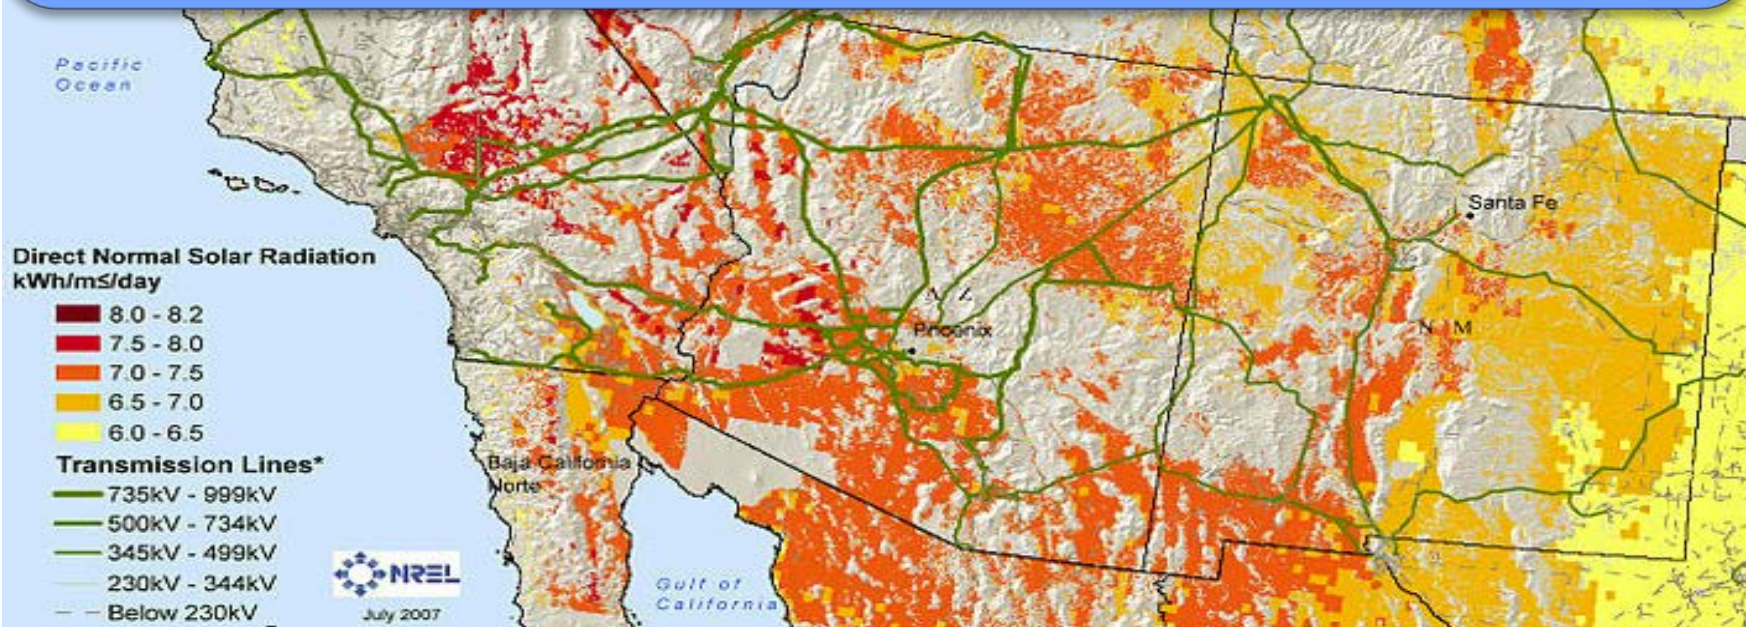 Pacific
Ocean
Santa Fe
Direct Normal Solar Radiation
kWh/m≤/day
8.0 - 8.2
7.5 - 8.0
7.0 - 7.5
6.5 - 7.0
6.0 - 6.5
A Z
Phoenix
N M
Transmission Lines*
735kV - 999kV
500kV - 734kV
345kV - 499kV
230kV - 344kV
Below 230kV
Baja California
Norte
NREL
July 2007
Gulf of
California